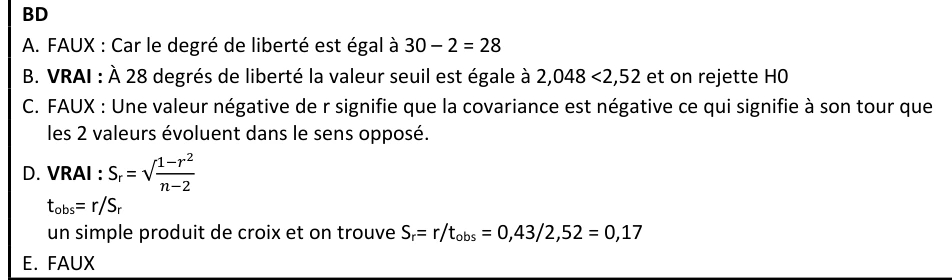 BD
A. FAUX : Car le degré de liberté est égal à 30 – 2 = 28
B. VRAI : À 28 degrés de liberté la valeur seuil est égale à 2,048 <2,52 et on rejette H0
C. FAUX : Une valeur négative de r signifie que la covariance est négative ce qui signifie à son tour que
les 2 valeurs évoluent dans le sens opposé.
D. VRAI : Sᵣ = √(1−r²)/(n−2)
tobs= r/Sᵣ
un simple produit de croix et on trouve Sᵣ= r/tobs = 0,43/2,52 = 0,17
E. FAUX